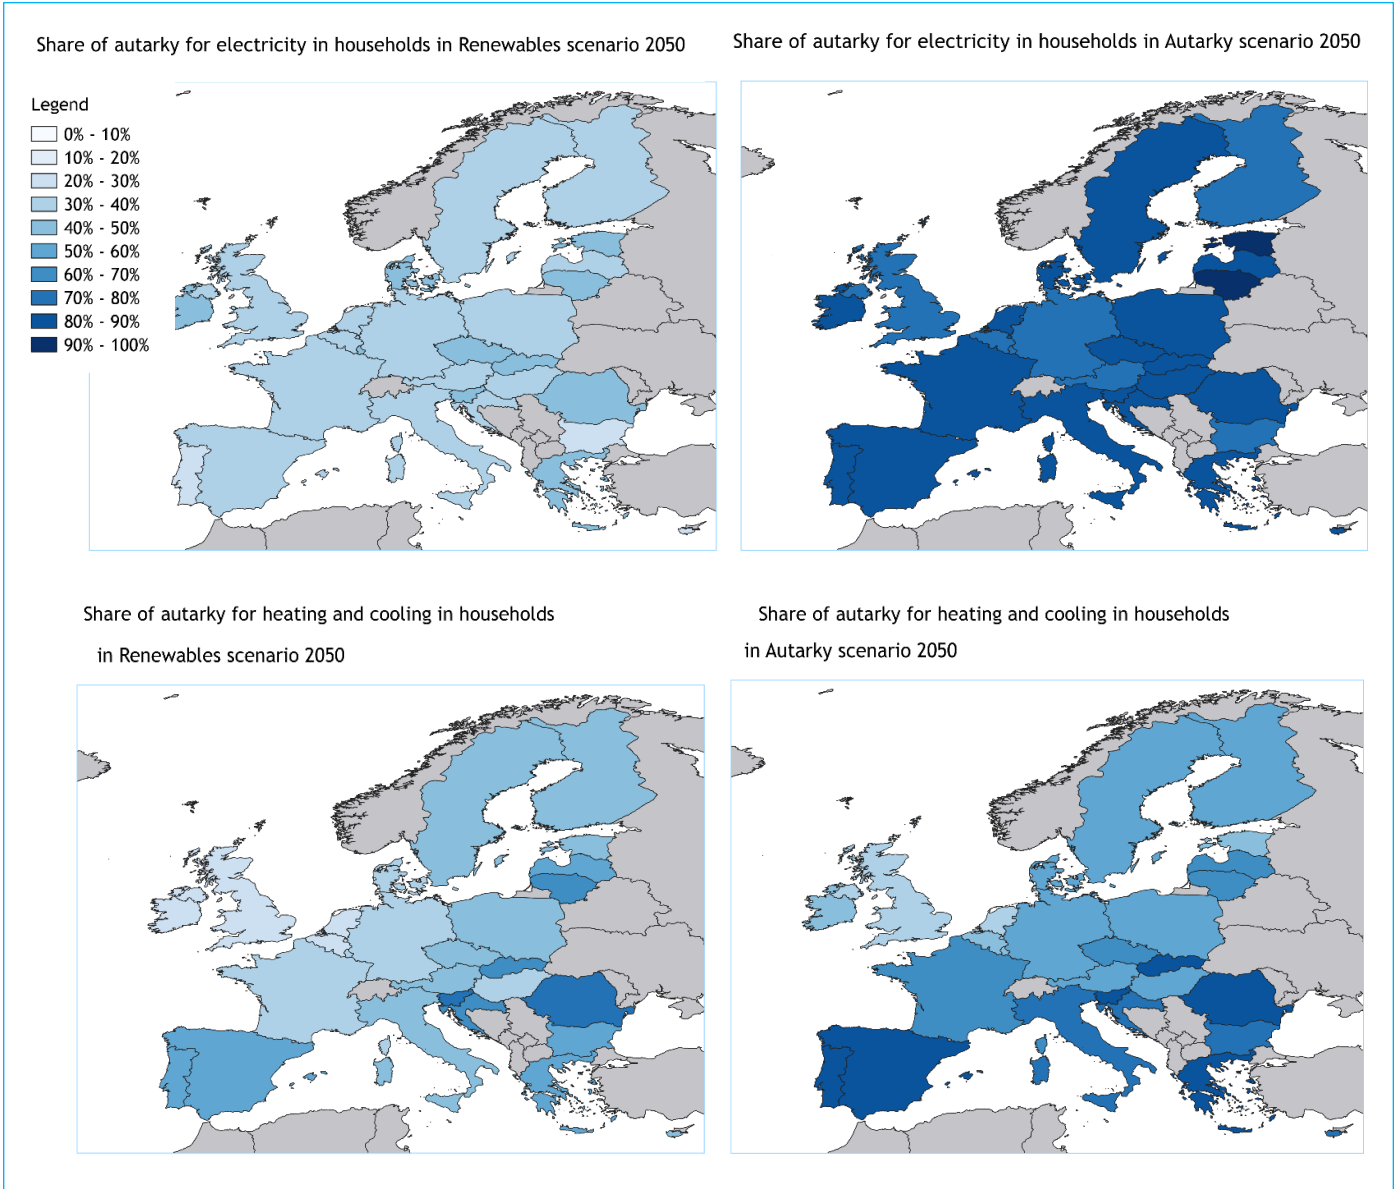 Share of autarky for electricity in households in Renewables scenario 2050
Share of autarky for electricity in households in Autarky scenario 2050
Legend
0% - 10%
10% - 20%
20% - 30%
30% - 40%
40% - 50%
50% - 60%
60% - 70%
70% - 80%
80% - 90%
90% - 100%
Share of autarky for heating and cooling in households
in Renewables scenario 2050
Share of autarky for heating and cooling in households
in Autarky scenario 2050